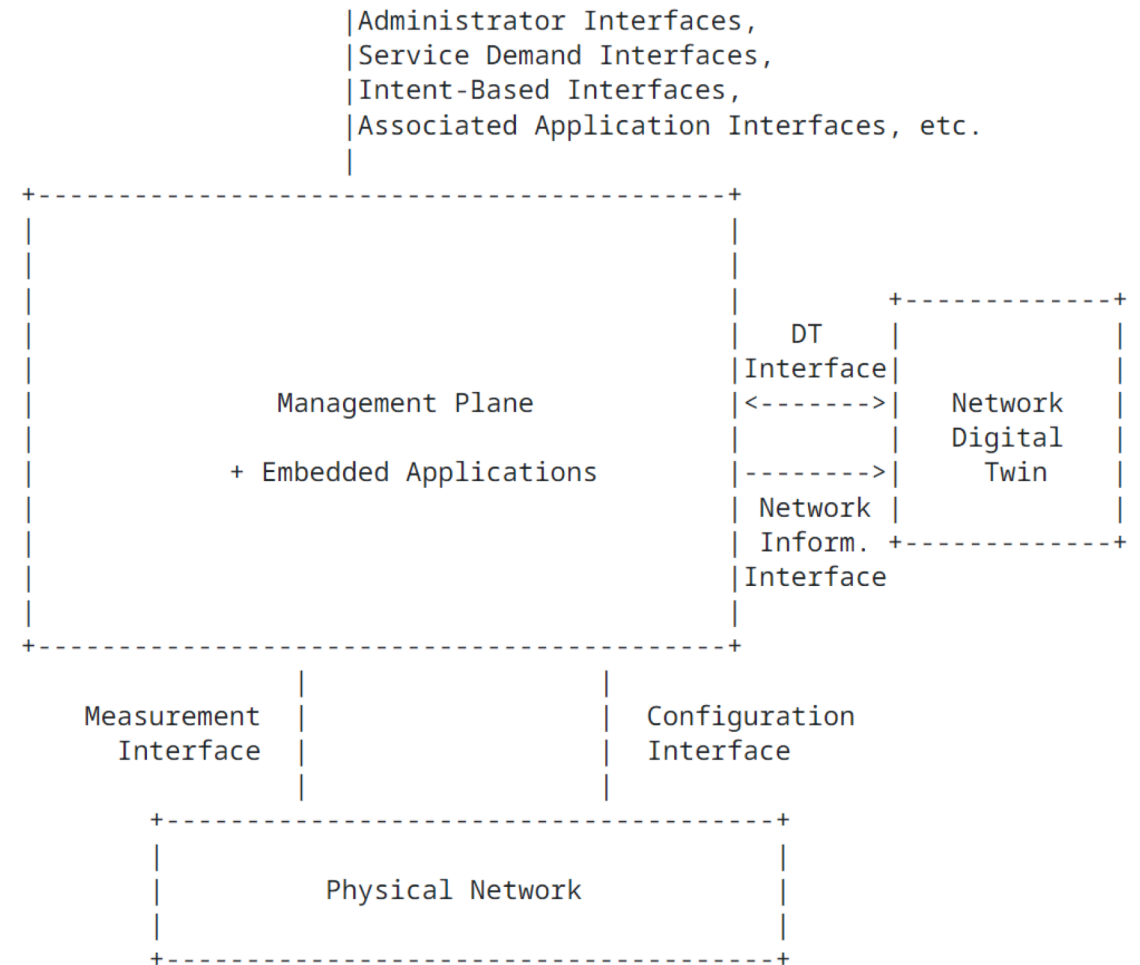 |Administrator Interfaces,
|Service Demand Interfaces,
|Intent-Based Interfaces,
|Associated Application Interfaces, etc.
DT
Interface
Management Plane
<------->
Network
Digital
+ Embedded Applications
-------->
Twin
Network
Inform.
Interface
Measurement
Interface
Configuration
Interface
Physical Network